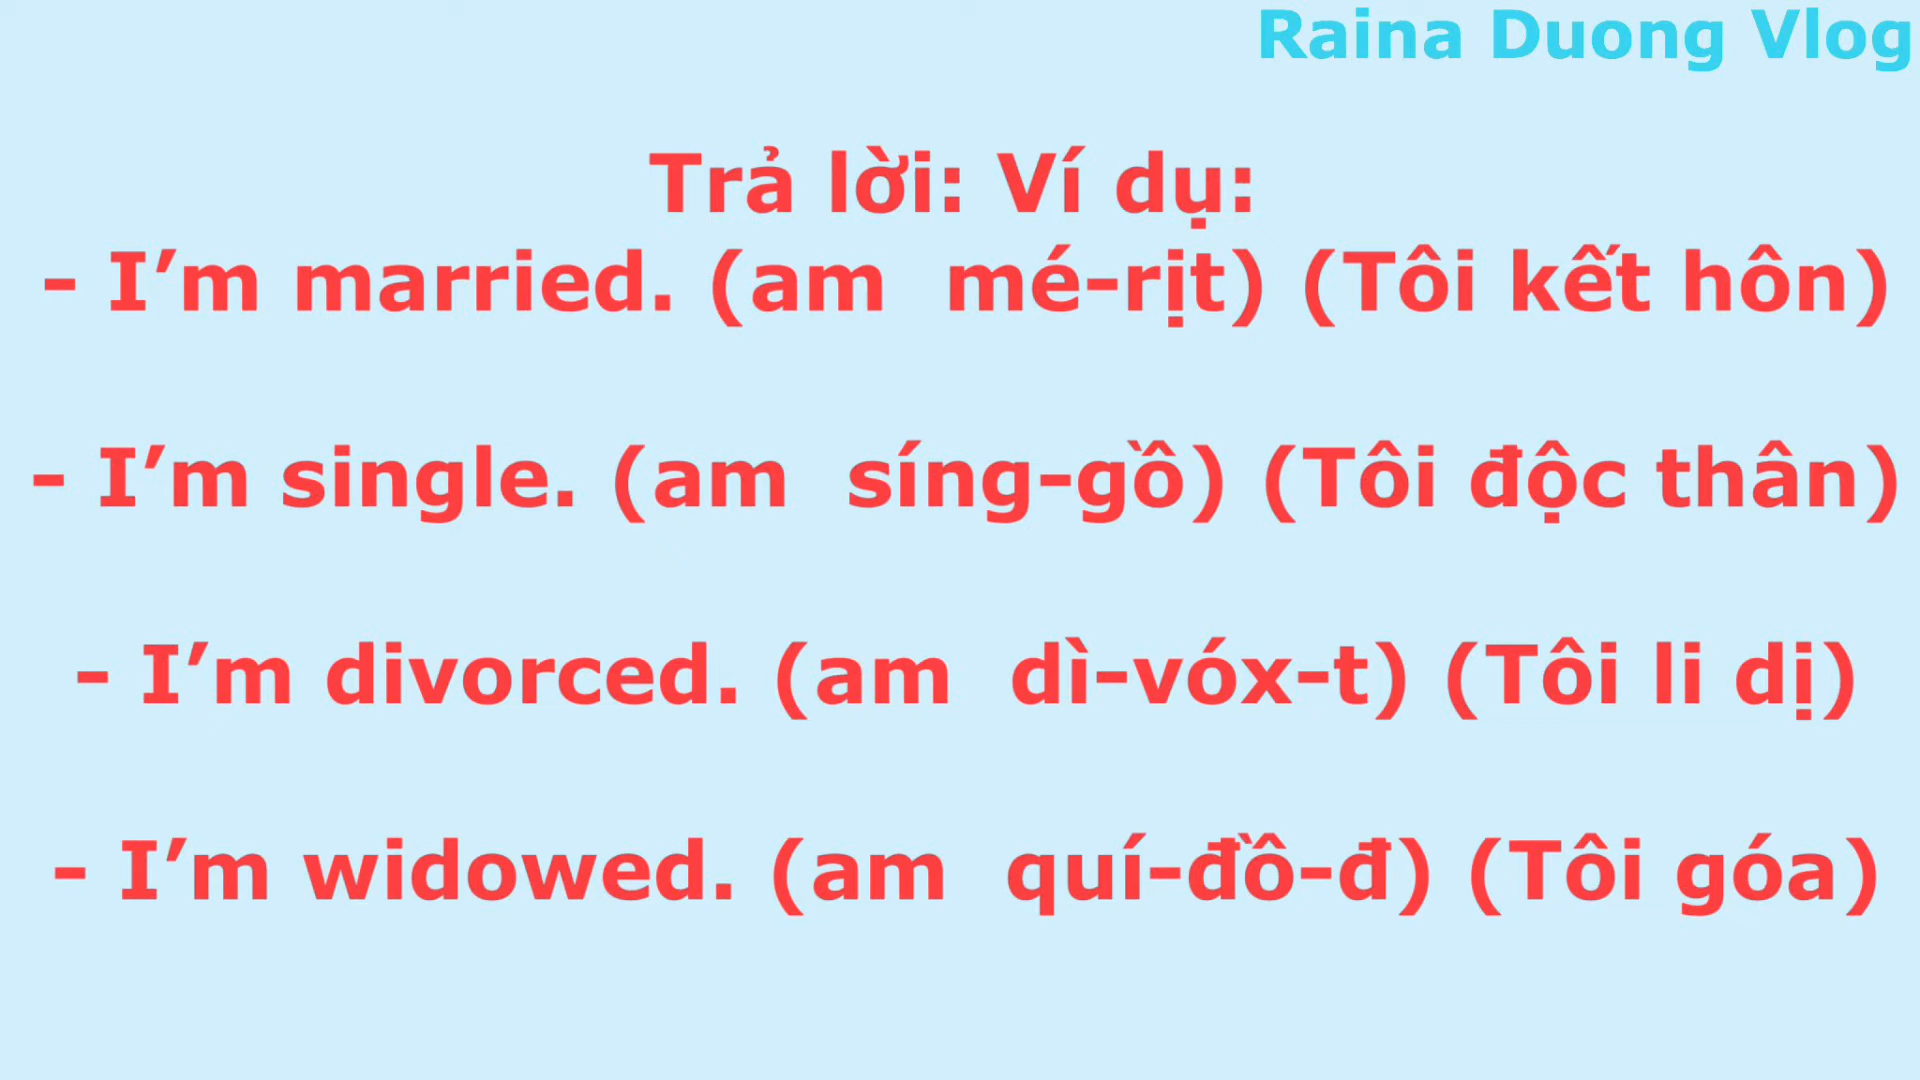 Raina Duong Vlog
Trả lời: Ví dụ:
- I’m married. (am  mé-rịt) (Tôi kết hôn)
- I’m single. (am  síng-gồ) (Tôi độc thân)
- I’m divorced. (am  dì-vóx-t) (Tôi li dị)
- I’m widowed. (am  quí-đồ-đ) (Tôi góa)